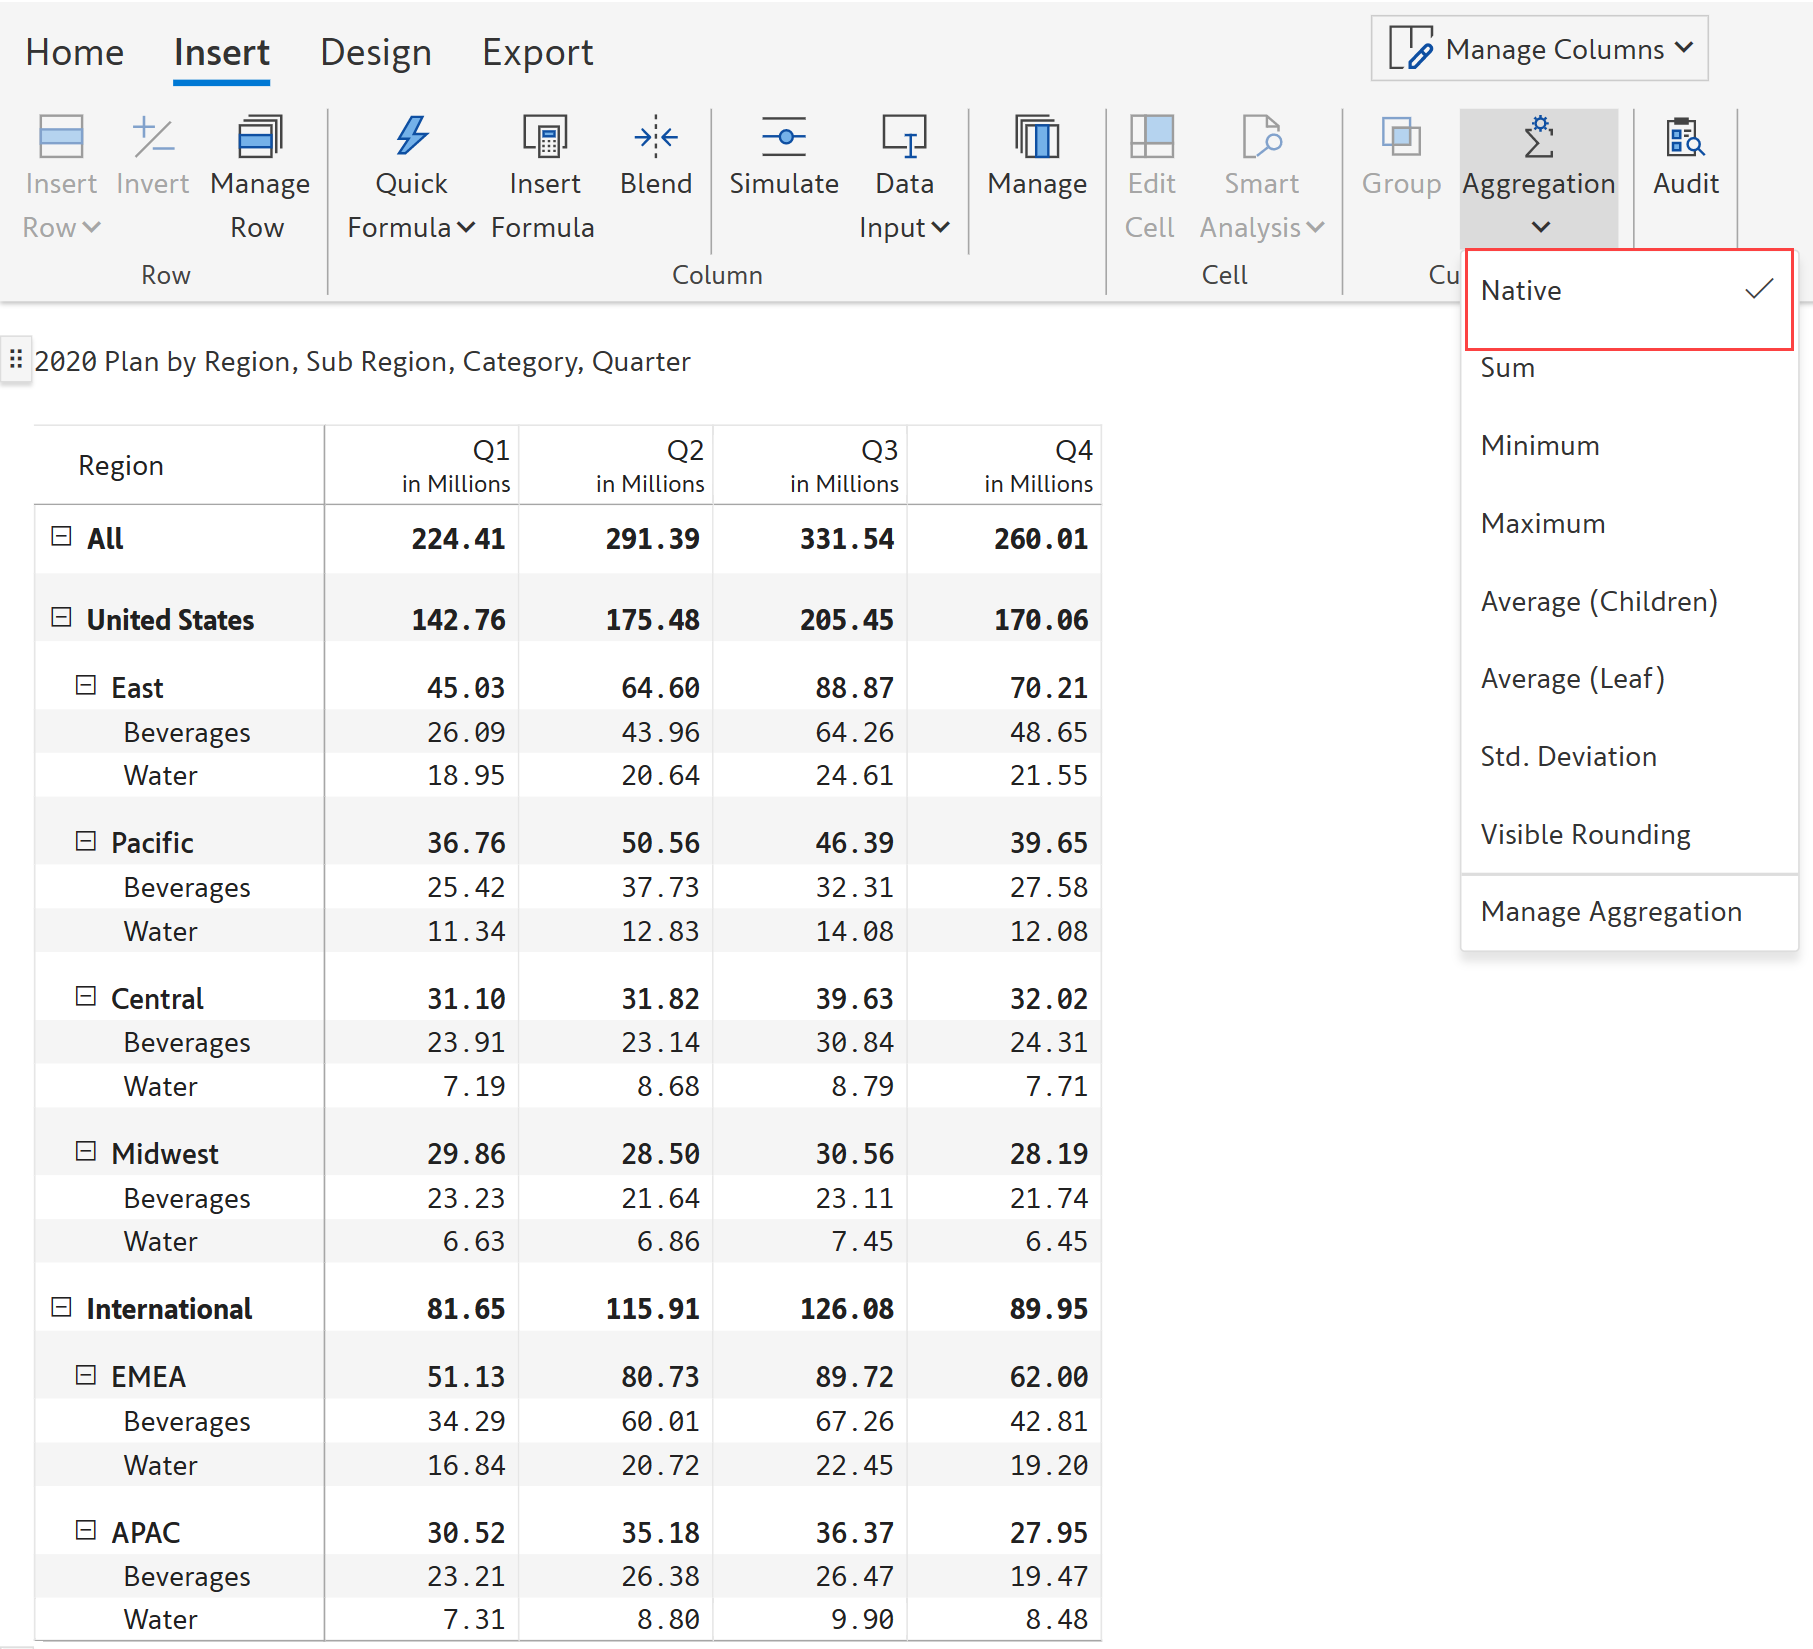 Home Insert Design Export Manage Columns
Insert Row Invert Manage Row Quick Formula Insert Formula Blend Simulate Data Input Manage Edit Cell Smart Analysis Group Aggregation Audit
Row Column Cell Cu
Native
Sum
Minimum
Maximum
Average (Children)
Average (Leaf)
Std. Deviation
Visible Rounding
Manage Aggregation
2020 Plan by Region, Sub Region, Category, Quarter
Region Q1 in Millions Q2 in Millions Q3 in Millions Q4 in Millions
All 224.41 291.39 331.54 260.01
United States 142.76 175.48 205.45 170.06
East 45.03 64.60 88.87 70.21
Beverages 26.09 43.96 64.26 48.65
Water 18.95 20.64 24.61 21.55
Pacific 36.76 50.56 46.39 39.65
Beverages 25.42 37.73 32.31 27.58
Water 11.34 12.83 14.08 12.08
Central 31.10 31.82 39.63 32.02
Beverages 23.91 23.14 30.84 24.31
Water 7.19 8.68 8.79 7.71
Midwest 29.86 28.50 30.56 28.19
Beverages 23.23 21.64 23.11 21.74
Water 6.63 6.86 7.45 6.45
International 81.65 115.91 126.08 89.95
EMEA 51.13 80.73 89.72 62.00
Beverages 34.29 60.01 67.26 42.81
Water 16.84 20.72 22.45 19.20
APAC 30.52 35.18 36.37 27.95
Beverages 23.21 26.38 26.47 19.47
Water 7.31 8.80 9.90 8.48